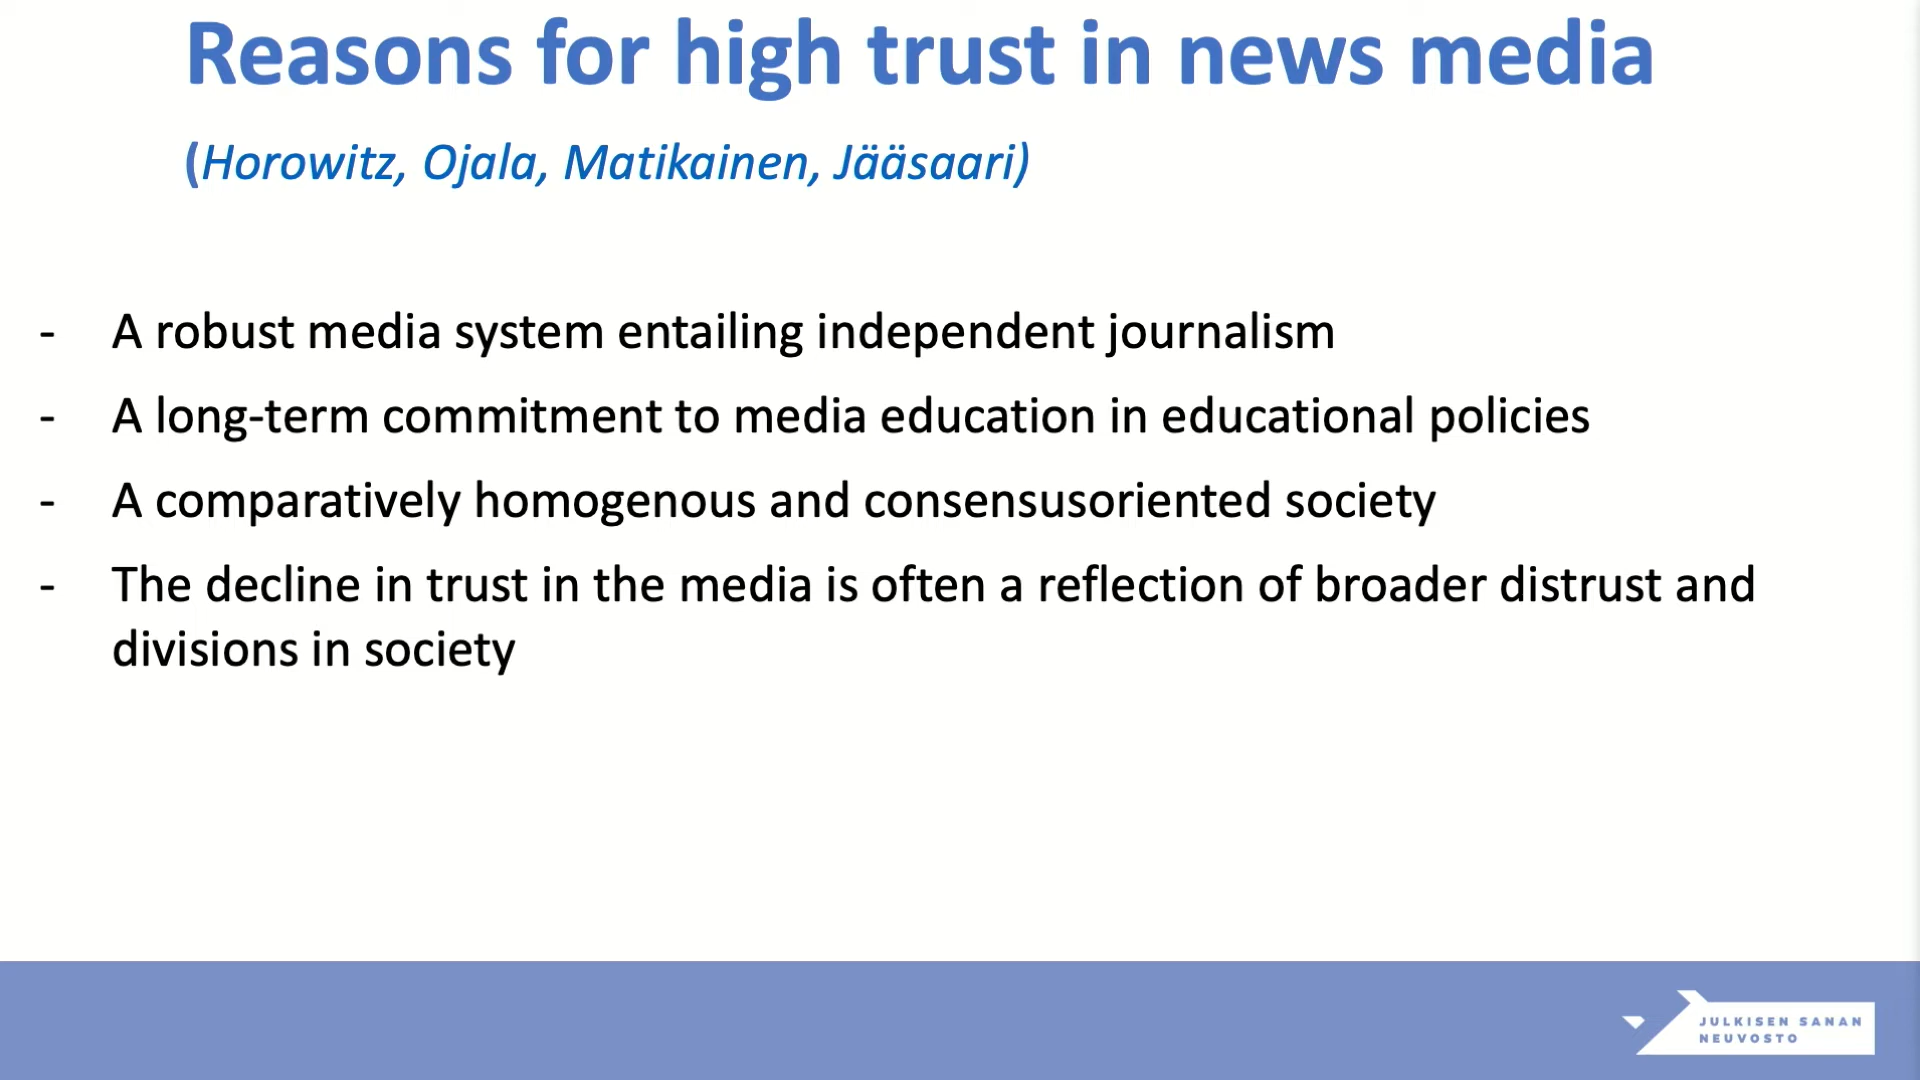 Reasons for high trust in news media
(Horowitz, Ojala, Matikainen, Jääsaari)
- A robust media system entailing independent journalism
- A long-term commitment to media education in educational policies
- A comparatively homogenous and consensusoriented society
- The decline in trust in the media is often a reflection of broader distrust and
divisions in society
JULKISEN SANAN
NEUVOSTO